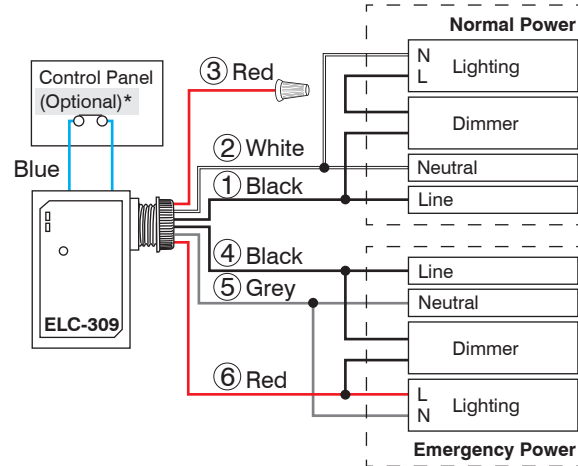 Normal Power
N
L
Lighting
Dimmer
Neutral
Line
Control Panel
(Optional)*
Blue
ELC-309
③ Red
② White
① Black
④ Black
⑤ Grey
⑥ Red
Line
Neutral
Dimmer
L
N
Lighting
Emergency Power